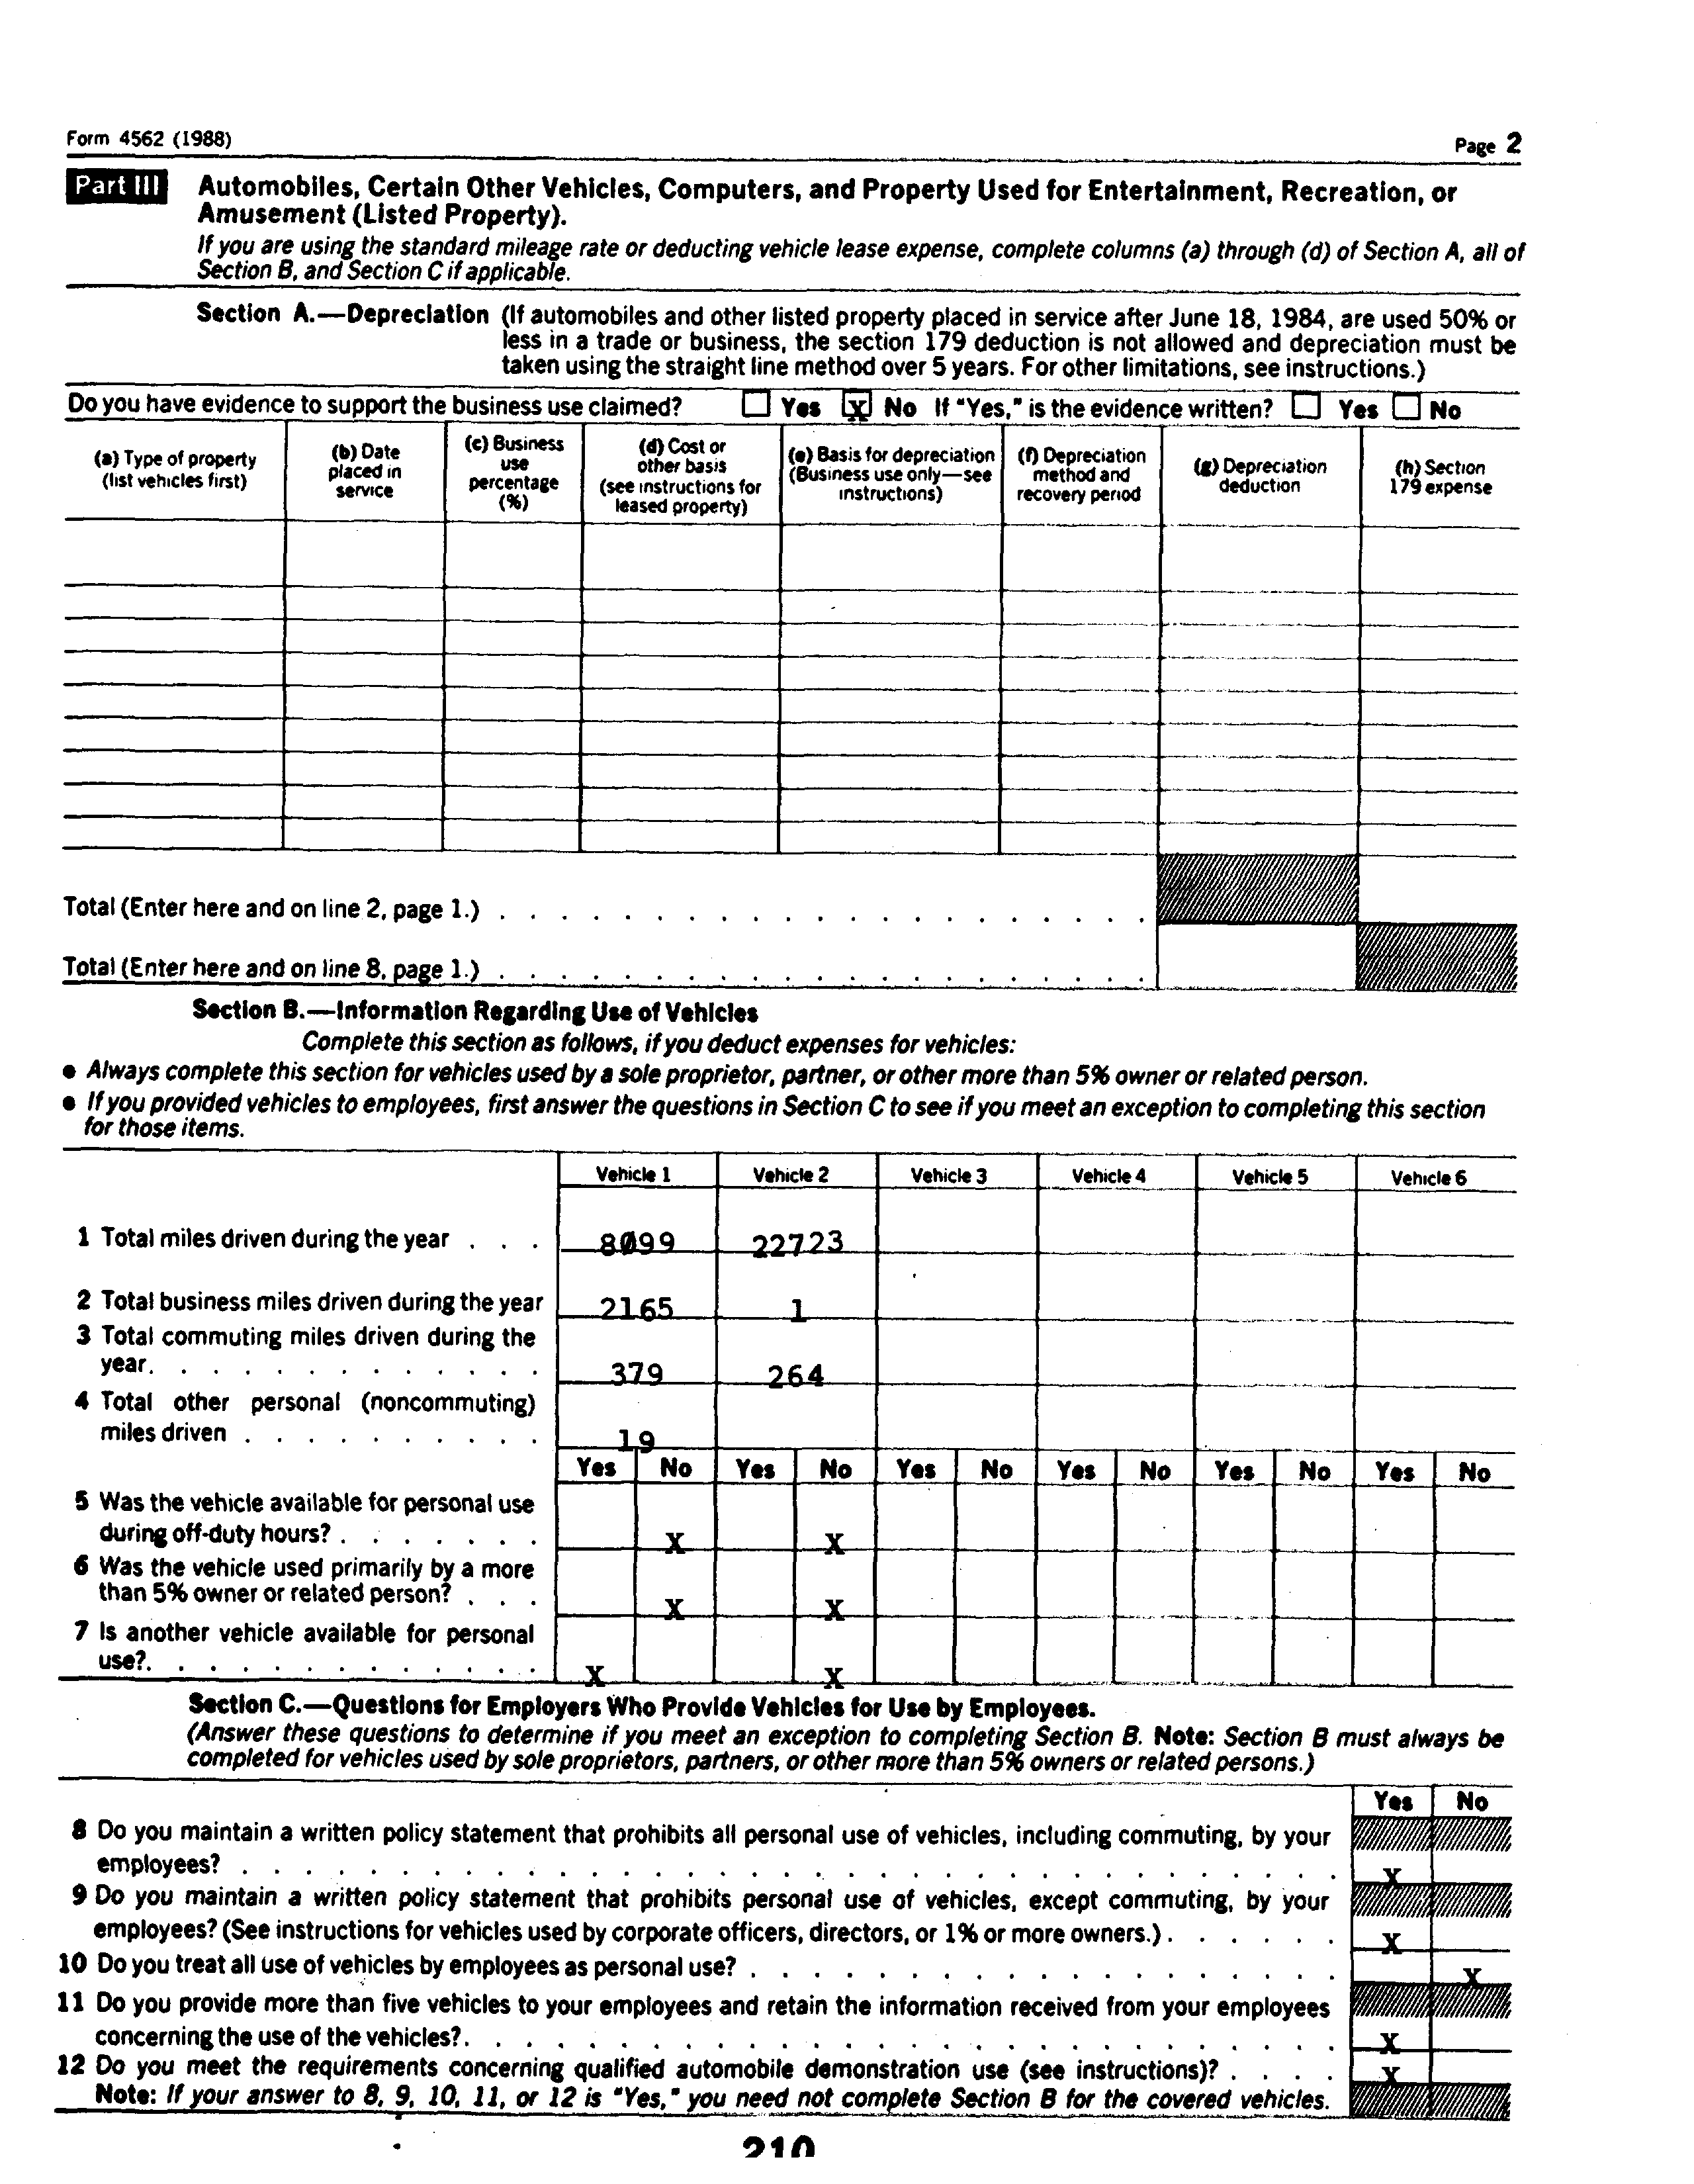 Form 4562 (1988)
Page 2
Part III Automobiles, Certain Other Vehicles, Computers, and Property Used for Entertainment, Recreation, or
Amusement (Listed Property).
If you are using the standard mileage rate or deducting vehicle lease expense, complete columns (a) through (d) of Section A, all of
Section B, and Section C if applicable.
Section A.—Depreciation (If automobiles and other listed property placed in service after June 18, 1984, are used 50% or
less in a trade or business, the section 179 deduction is not allowed and depreciation must be
taken using the straight line method over 5 years. For other limitations, see instructions.)
Do you have evidence to support the business use claimed? Yes X No If "Yes," is the evidence written? Yes No
(a) Type of property
(list vehicles first)
(b) Date
placed in
service
(c) Business
use
percentage
(%)
(d) Cost or
other basis
(see instructions for
leased property)
(e) Basis for depreciation
(Business use only—see
instructions)
(f) Depreciation
method and
recovery period
(g) Depreciation
deduction
(h) Section
179 expense
Total (Enter here and on line 2, page 1.) . . . . . . . . . . . . . . . . . . . . .
Total (Enter here and on line 8, page 1.) . . . . . . . . . . . . . . . . . . . . .
Section B.—Information Regarding Use of Vehicles
Complete this section as follows, if you deduct expenses for vehicles:
● Always complete this section for vehicles used by a sole proprietor, partner, or other more than 5% owner or related person.
● If you provided vehicles to employees, first answer the questions in Section C to see if you meet an exception to completing this section
for those items.
Vehicle 1 Vehicle 2 Vehicle 3 Vehicle 4 Vehicle 5 Vehicle 6
1 Total miles driven during the year . . . 8099 22723
2 Total business miles driven during the year 2165 1
3 Total commuting miles driven during the
year. . . . . . . . . . . . . . 379 264
4 Total other personal (noncommuting)
miles driven . . . . . . . . . . 19
Yes No Yes No Yes No Yes No Yes No Yes No
5 Was the vehicle available for personal use
during off-duty hours? . . . . . . . X X
6 Was the vehicle used primarily by a more
than 5% owner or related person? . . . X X
7 Is another vehicle available for personal
use?. . . . . . . . . . . . . . X X
Section C.—Questions for Employers Who Provide Vehicles for Use by Employees.
(Answer these questions to determine if you meet an exception to completing Section B. Note: Section B must always be
completed for vehicles used by sole proprietors, partners, or other more than 5% owners or related persons.)
Yes No
8 Do you maintain a written policy statement that prohibits all personal use of vehicles, including commuting, by your
employees? . . . . . . . . . . . . . . . . . . . . . . . . . . . . . . . . . . . X
9 Do you maintain a written policy statement that prohibits personal use of vehicles, except commuting, by your
employees? (See instructions for vehicles used by corporate officers, directors, or 1% or more owners.) . . . . . . X
10 Do you treat all use of vehicles by employees as personal use? . . . . . . . . . . . . . . . . . . . X
11 Do you provide more than five vehicles to your employees and retain the information received from your employees
concerning the use of the vehicles?. . . . . . . . . . . . . . . . . . . . . . . . . . . . X
12 Do you meet the requirements concerning qualified automobile demonstration use (see instructions)? . . . . X
Note: If your answer to 8, 9, 10, 11, or 12 is "Yes," you need not complete Section B for the covered vehicles.
210